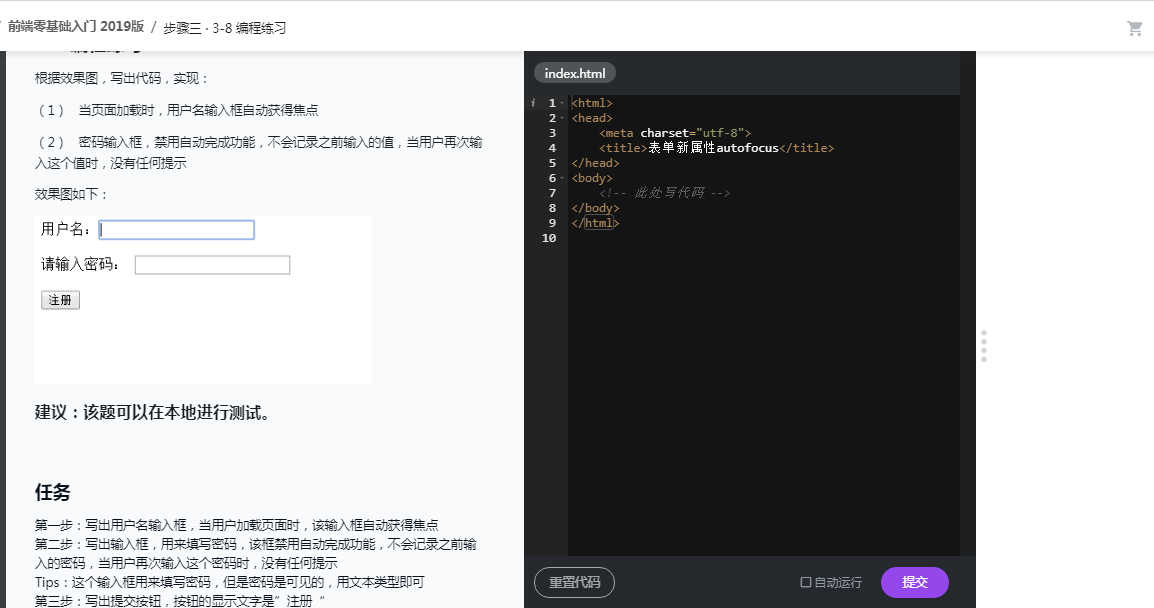 / 前端零基础入门 2019版 / 步骤三 · 3-8 编程练习
根据效果图，写出代码，实现：
（1） 当页面加载时，用户名输入框自动获得焦点
（2） 密码输入框，禁用自动完成功能，不会记录之前输入的值，当用户再次输
入这个值时，没有任何提示
效果图如下：
用户名：
请输入密码：
注册
建议：该题可以在本地进行测试。
任务
第一步：写出用户名输入框，当用户加载页面时，该输入框自动获得焦点
第二步：写出输入框，用来填写密码，该框禁用自动完成功能，不会记录之前输
入的密码，当用户再次输入这个密码时，没有任何提示
Tips：这个输入框用来填写密码，但是密码是可见的，用文本类型即可
第三步：写出提交按钮，按钮的显示文字是”注册“
index.html
i 1 <html>
2 <head>
3 <meta charset="utf-8">
4 <title>表单新属性autofocus</title>
5 </head>
6 <body>
7 <!-- 此处写代码 -->
8 </body>
9 </html>
10
重置代码
自动运行
提交